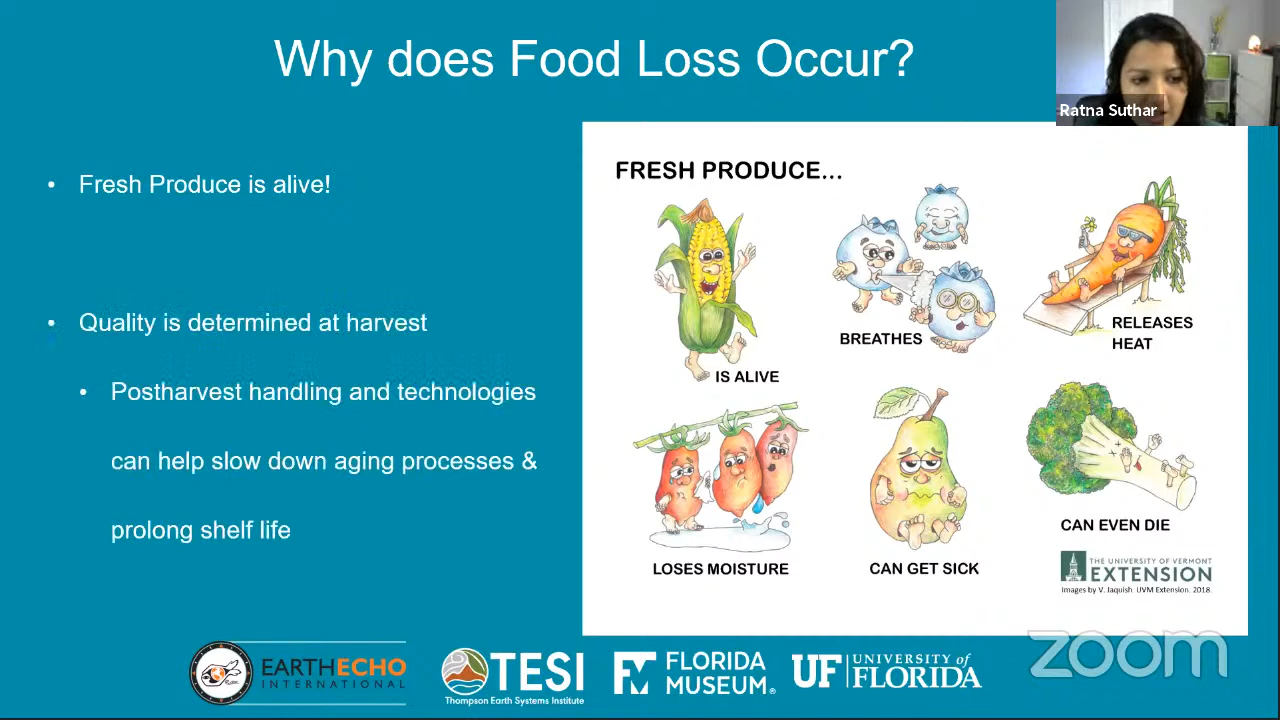 Why does Food Loss Occur?
Ratna Suthar
• Fresh Produce is alive!
• Quality is determined at harvest
• Postharvest handling and technologies
can help slow down aging processes &
prolong shelf life
FRESH PRODUCE...
IS ALIVE
BREATHES
RELEASES
HEAT
LOSES MOISTURE
CAN GET SICK
CAN EVEN DIE
THE UNIVERSITY OF VERMONT
EXTENSION
Images by V. Jaquish. UVM Extension. 2018.
EARTHECHO
INTERNATIONAL
TESI
Thompson Earth Systems Institute
FLORIDA
MUSEUM®
UF UNIVERSITY of
FLORIDA
zoom